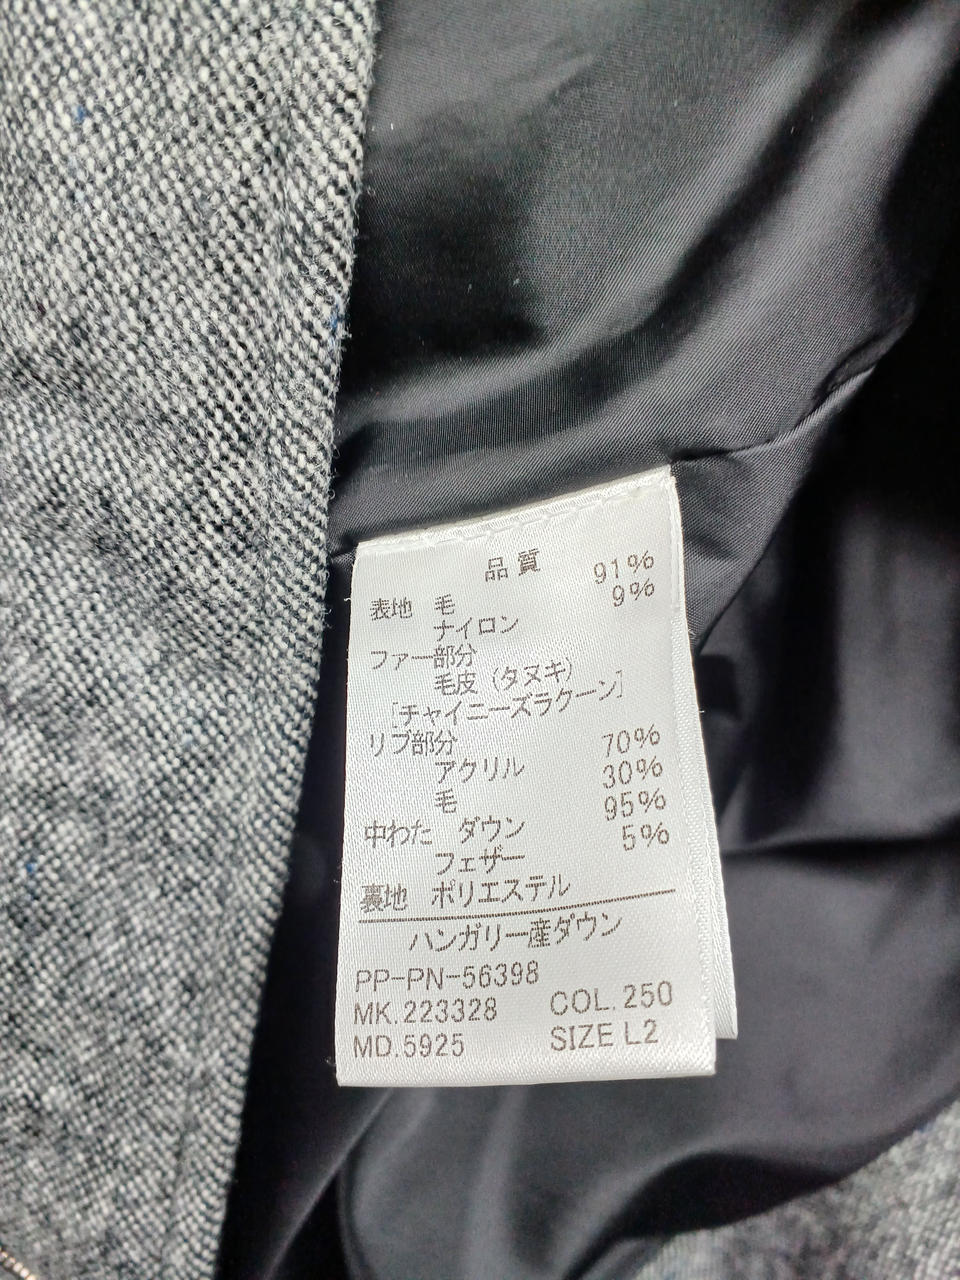 品質
表地 毛 91%
ナイロン 9%
ファー部分
毛皮（タヌキ）
[チャイニーズラクーン]
リブ部分
アクリル 70%
毛 30%
中わた ダウン 95%
フェザー 5%
裏地 ポリエステル
ハンガリー産ダウン
PP-PN-56398
MK.223328 COL.250
MD.5925 SIZE L2